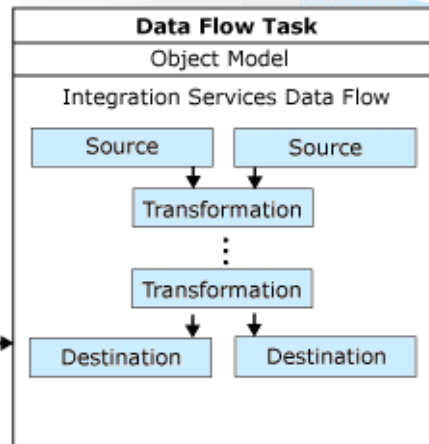 Data Flow Task
Object Model
Integration Services Data Flow
Source
Source
Transformation
Transformation
Destination
Destination